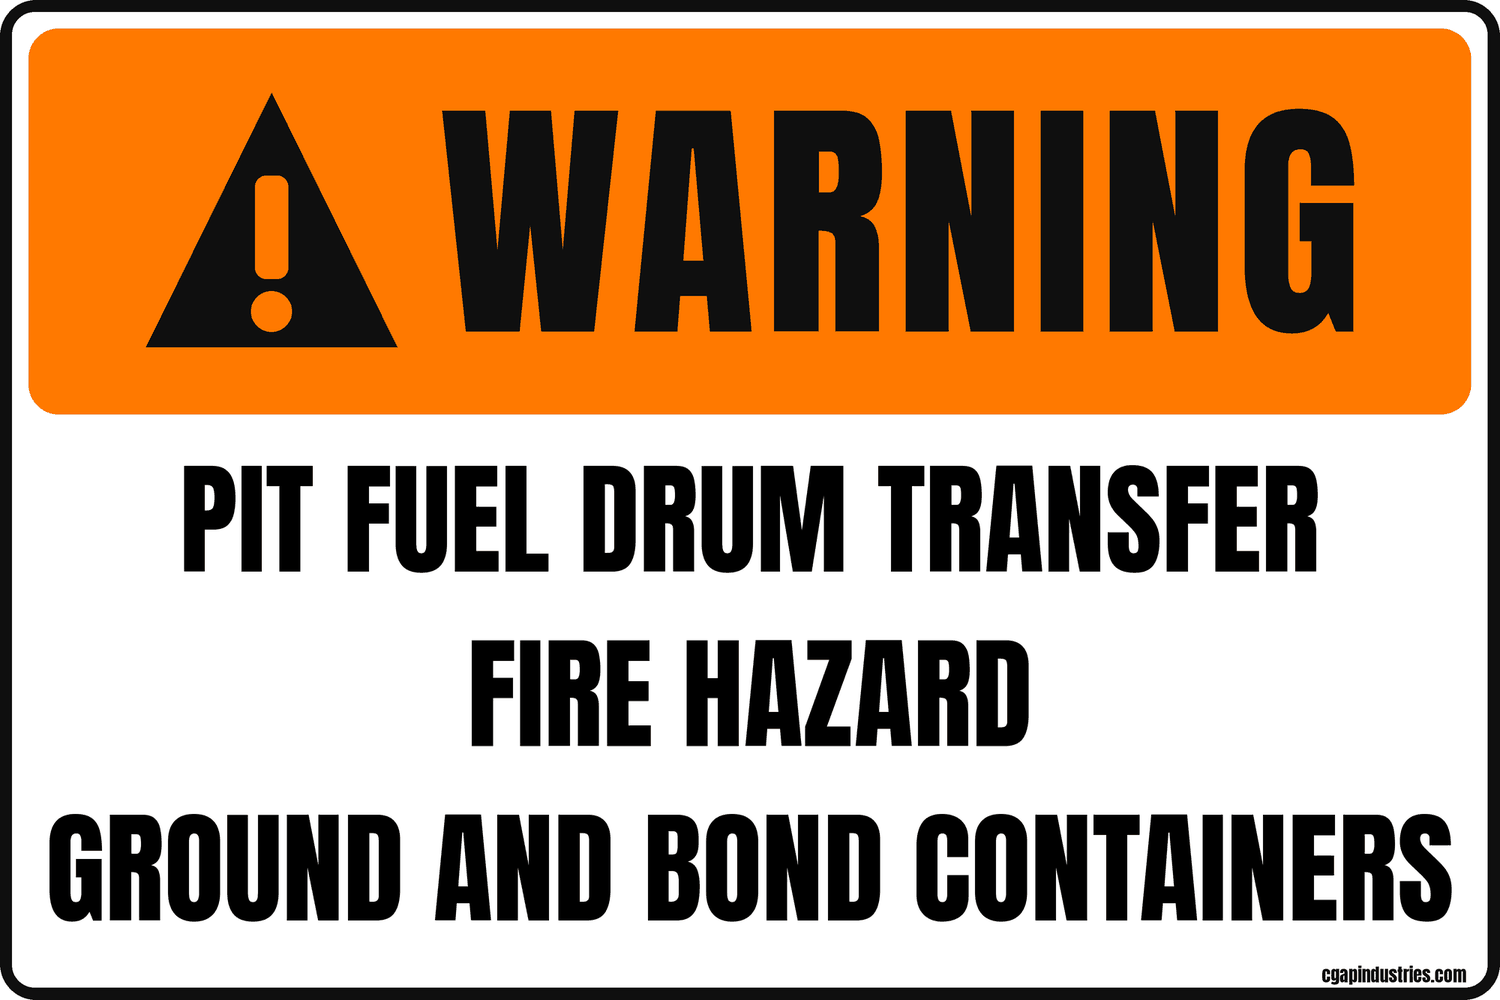 WARNING
PIT FUEL DRUM TRANSFER
FIRE HAZARD
GROUND AND BOND CONTAINERS
cgapindustries.com